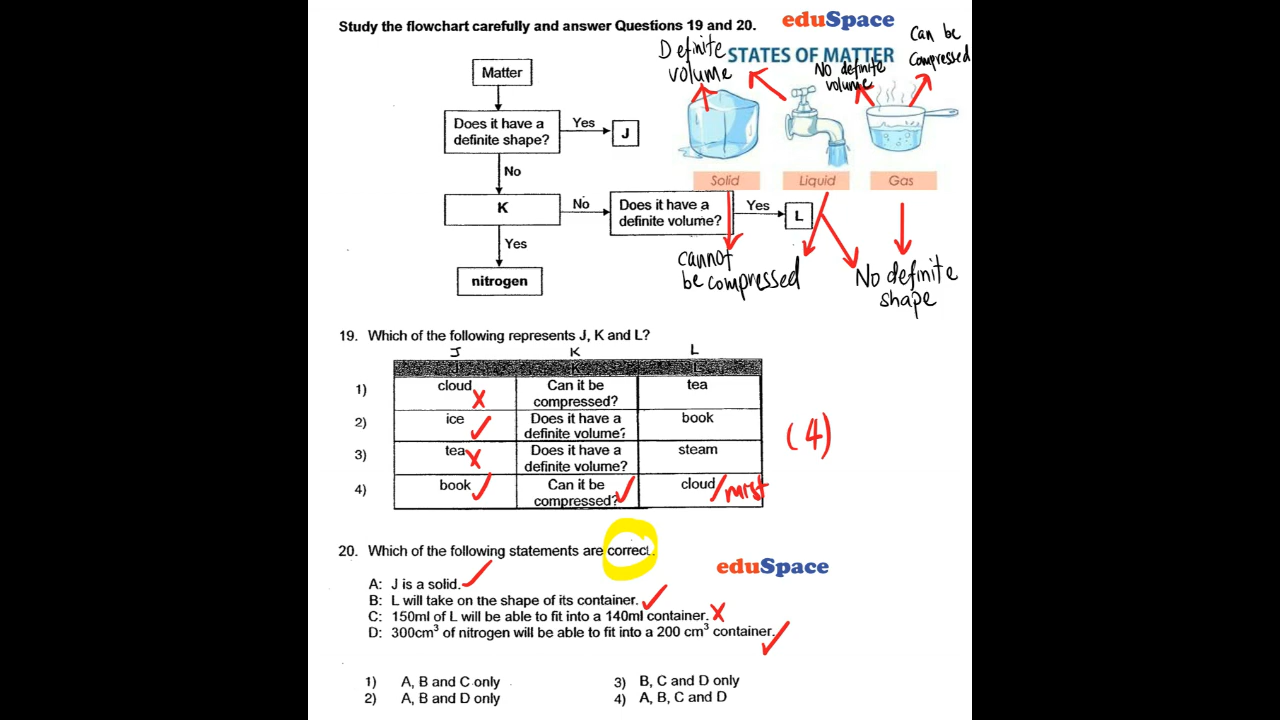 Study the flowchart carefully and answer Questions 19 and 20.
eduSpace
STATES OF MATTER
Definite
volume
No definite
volume
Can be
compressed
Matter
Does it have a
definite shape?
Yes
J
No
Solid
Liquid
Gas
K
No
Does it have a
definite volume?
Yes
L
Yes
nitrogen
cannot
be compressed
No definite
shape
19. Which of the following represents J, K and L?
J K L
J K L
1) cloud Can it be compressed? tea
2) ice Does it have a definite volume? book
3) tea Does it have a definite volume? steam
4) book Can it be compressed? cloud/mist
(4)
20. Which of the following statements are correct.
eduSpace
A: J is a solid.
B: L will take on the shape of its container.
C: 150ml of L will be able to fit into a 140ml container.
D: 300cm³ of nitrogen will be able to fit into a 200 cm³ container.
1) A, B and C only
2) A, B and D only
3) B, C and D only
4) A, B, C and D